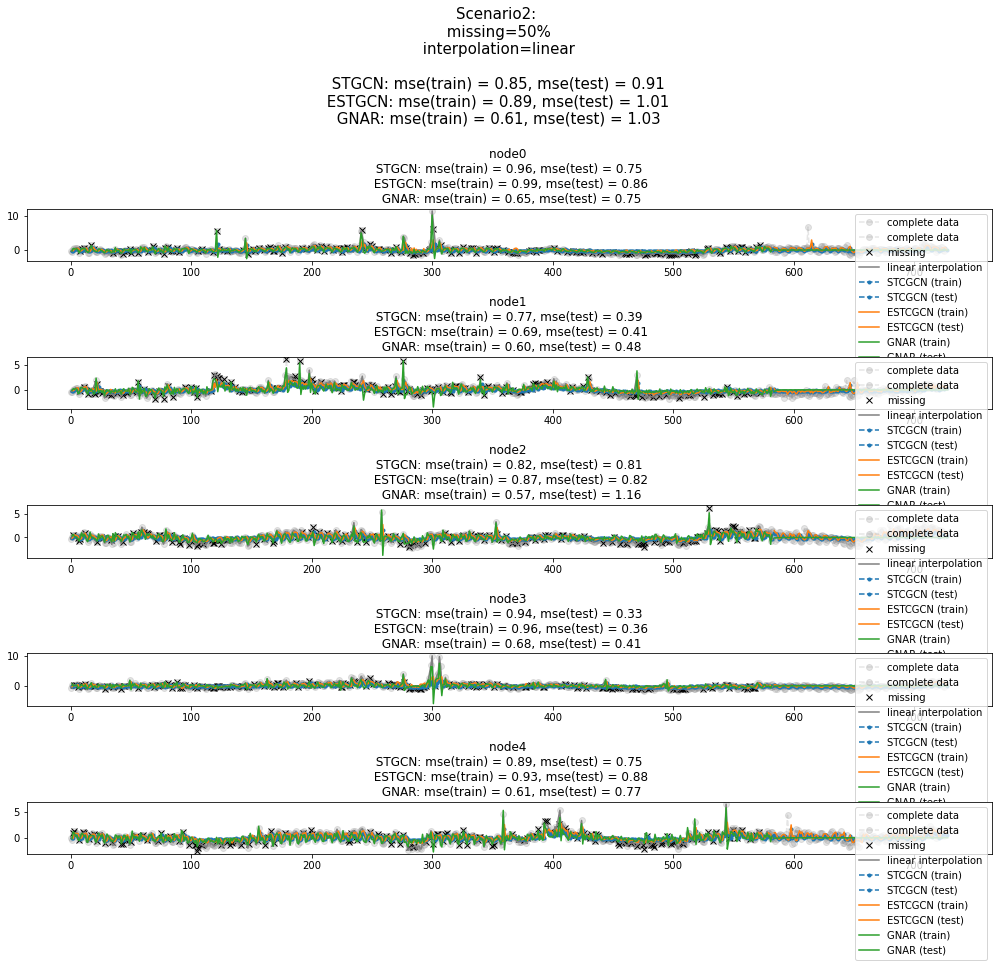 Scenario2:
missing=50%
interpolation=linear
STGCN: mse(train) = 0.85, mse(test) = 0.91
ESTGCN: mse(train) = 0.89, mse(test) = 1.01
GNAR: mse(train) = 0.61, mse(test) = 1.03
node0
STGCN: mse(train) = 0.96, mse(test) = 0.75
ESTGCN: mse(train) = 0.99, mse(test) = 0.86
GNAR: mse(train) = 0.65, mse(test) = 0.75
10
0
complete data
complete data
missing
linear interpolation
STCGCN (train)
STCGCN (test)
ESTCGCN (train)
ESTCGCN (test)
GNAR (train)
GNAR (test)
0 100 200 300 400 500 600 700
node1
STGCN: mse(train) = 0.77, mse(test) = 0.39
ESTGCN: mse(train) = 0.69, mse(test) = 0.41
GNAR: mse(train) = 0.60, mse(test) = 0.48
5
0
complete data
complete data
missing
linear interpolation
STCGCN (train)
STCGCN (test)
ESTCGCN (train)
ESTCGCN (test)
GNAR (train)
GNAR (test)
0 100 200 300 400 500 600 700
node2
STGCN: mse(train) = 0.82, mse(test) = 0.81
ESTGCN: mse(train) = 0.87, mse(test) = 0.82
GNAR: mse(train) = 0.57, mse(test) = 1.16
5
0
complete data
complete data
missing
linear interpolation
STCGCN (train)
STCGCN (test)
ESTCGCN (train)
ESTCGCN (test)
GNAR (train)
GNAR (test)
0 100 200 300 400 500 600 700
node3
STGCN: mse(train) = 0.94, mse(test) = 0.33
ESTGCN: mse(train) = 0.96, mse(test) = 0.36
GNAR: mse(train) = 0.68, mse(test) = 0.41
10
0
complete data
complete data
missing
linear interpolation
STCGCN (train)
STCGCN (test)
ESTCGCN (train)
ESTCGCN (test)
GNAR (train)
GNAR (test)
0 100 200 300 400 500 600 700
node4
STGCN: mse(train) = 0.89, mse(test) = 0.75
ESTGCN: mse(train) = 0.93, mse(test) = 0.88
GNAR: mse(train) = 0.61, mse(test) = 0.77
5
0
complete data
complete data
missing
linear interpolation
STCGCN (train)
STCGCN (test)
ESTCGCN (train)
ESTCGCN (test)
GNAR (train)
GNAR (test)
0 100 200 300 400 500 600 700